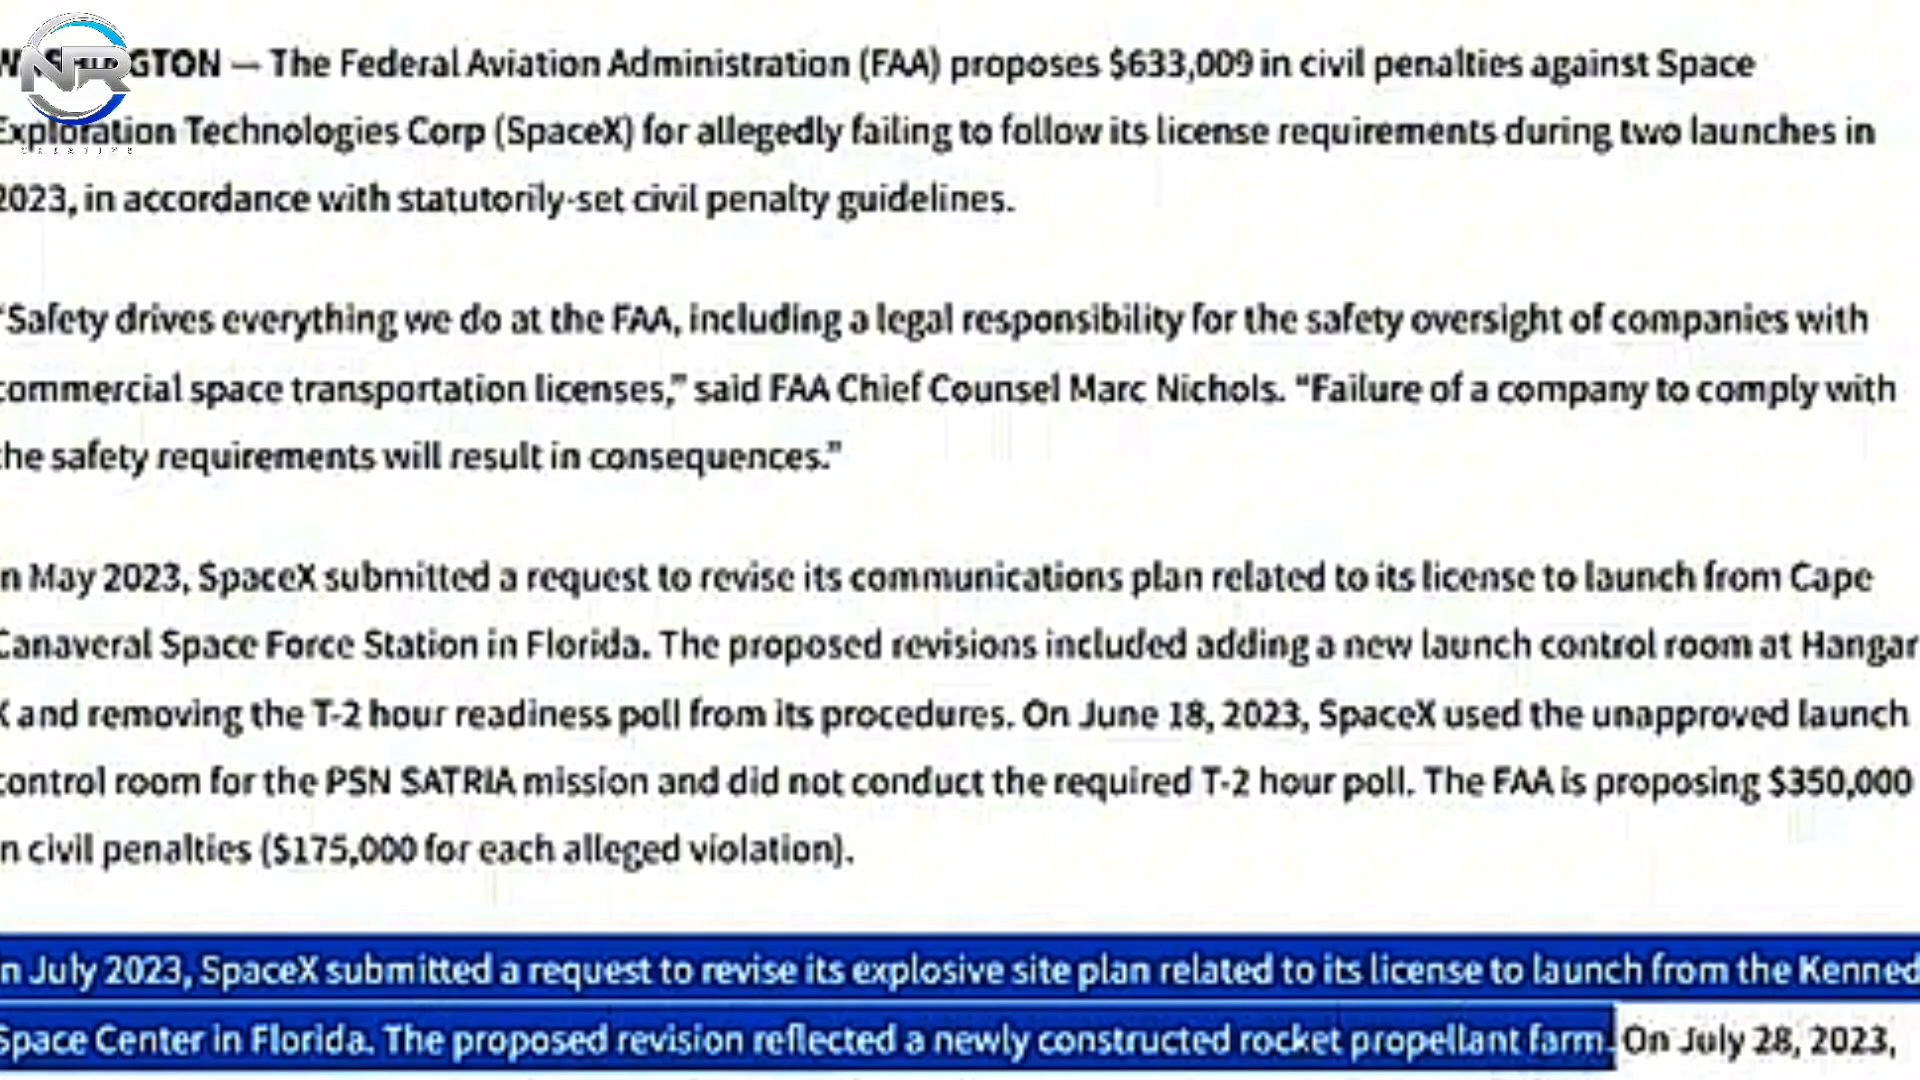 NR
CREATIVE
WASHINGTON — The Federal Aviation Administration (FAA) proposes $633,009 in civil penalties against Space
Exploration Technologies Corp (SpaceX) for allegedly failing to follow its license requirements during two launches in
2023, in accordance with statutorily-set civil penalty guidelines.
“Safety drives everything we do at the FAA, including a legal responsibility for the safety oversight of companies with
commercial space transportation licenses,” said FAA Chief Counsel Marc Nichols. “Failure of a company to comply with
the safety requirements will result in consequences.”
In May 2023, SpaceX submitted a request to revise its communications plan related to its license to launch from Cape
Canaveral Space Force Station in Florida. The proposed revisions included adding a new launch control room at Hangar
X and removing the T-2 hour readiness poll from its procedures. On June 18, 2023, SpaceX used the unapproved launch
control room for the PSN SATRIA mission and did not conduct the required T-2 hour poll. The FAA is proposing $350,000
in civil penalties ($175,000 for each alleged violation).
In July 2023, SpaceX submitted a request to revise its explosive site plan related to its license to launch from the Kenned
Space Center in Florida. The proposed revision reflected a newly constructed rocket propellant farm. On July 28, 2023,